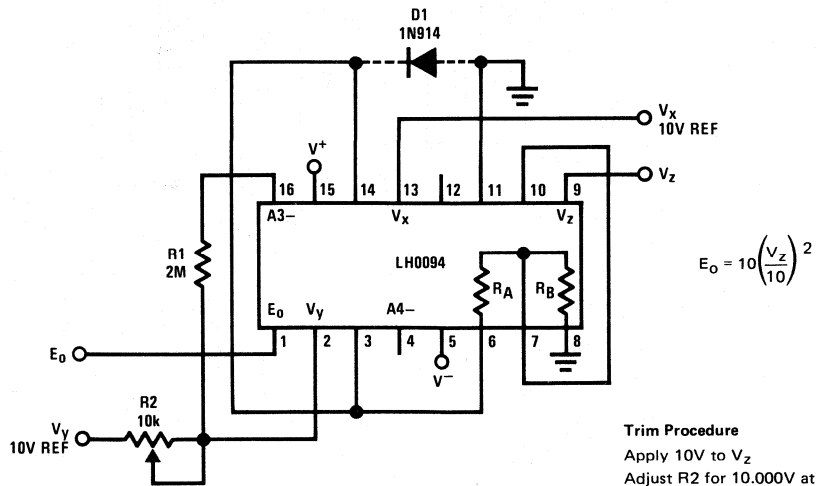 D1
1N914
Vx
10V REF
V+
Vz
16 15 14 13 12 11 10 9
A3– Vx Vz
R1
2M
LH0094
RA RB
Eo Vy A4–
1 2 3 4 5 6 7 8
Eo
V–
R2
10k
Vy
10V REF
Eo = 10(Vz/10)2
Trim Procedure
Apply 10V to Vz
Adjust R2 for 10.000V at